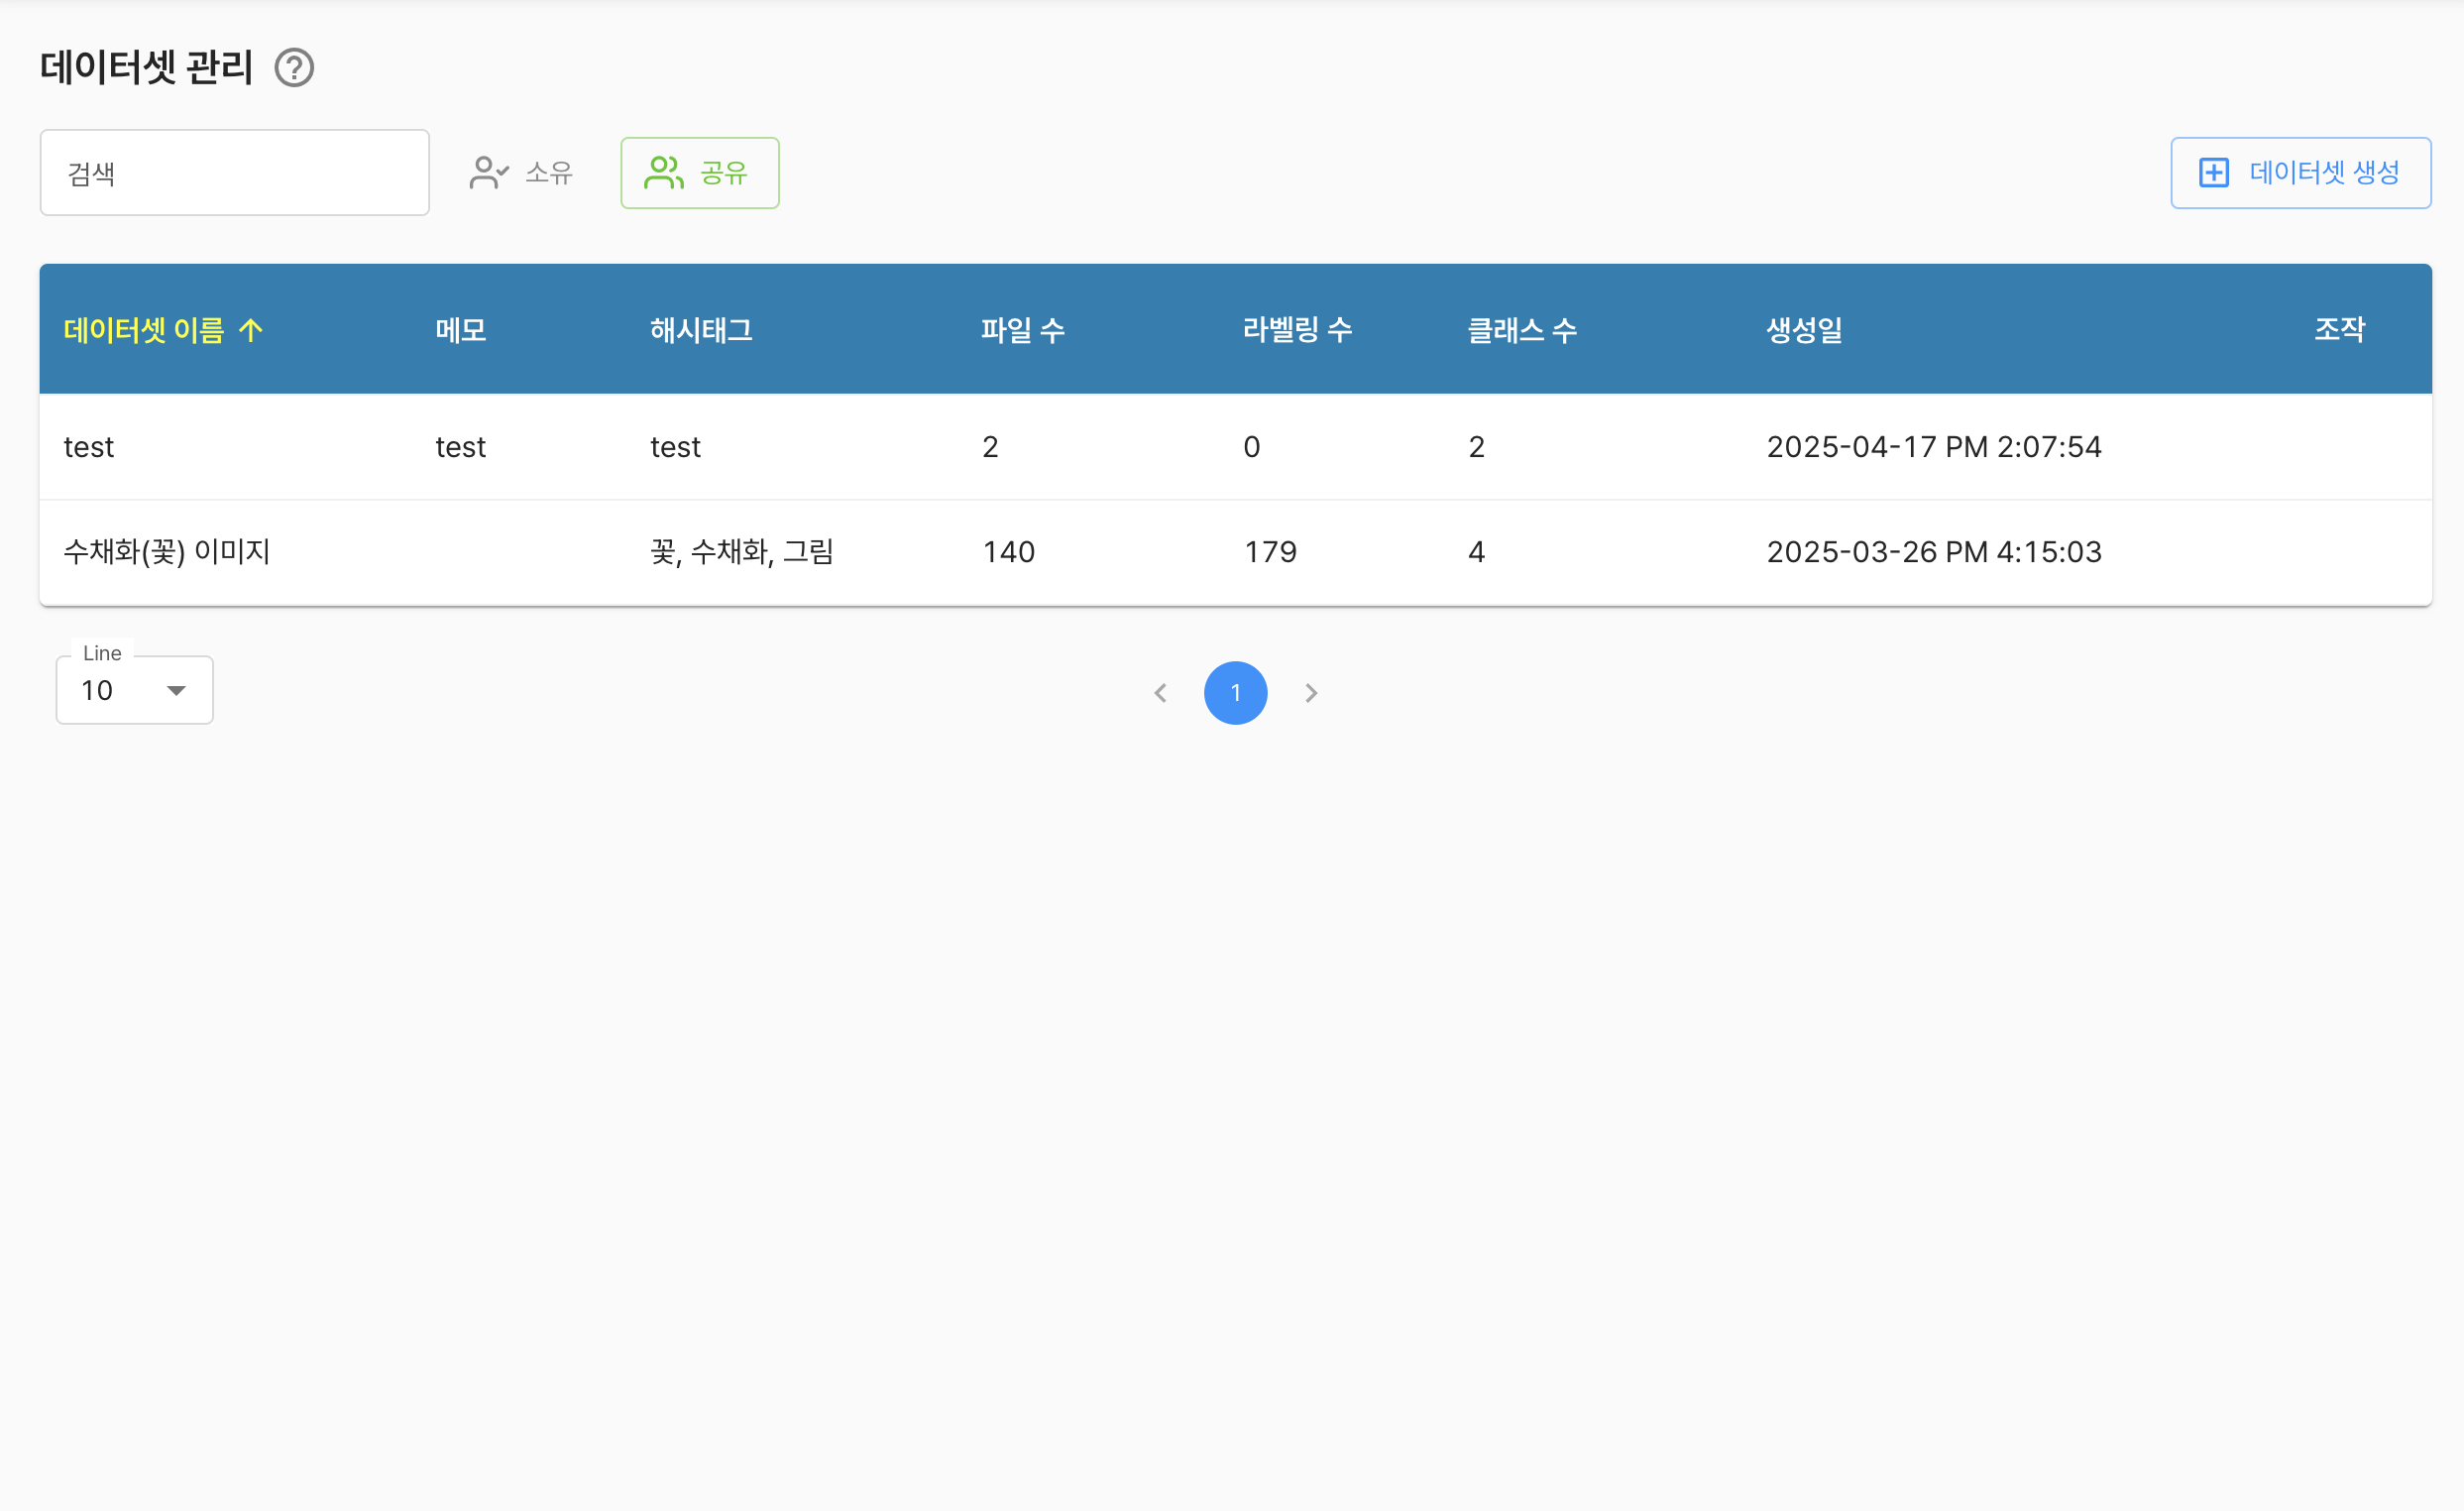 데이터셋 관리
검색 소유 공유 데이터셋 생성
데이터셋 이름 메모 해시태그 파일 수 라벨링 수 클래스 수 생성일 조작
test test test 2 0 2 2025-04-17 PM 2:07:54
수채화(꽃) 이미지 꽃, 수채화, 그림 140 179 4 2025-03-26 PM 4:15:03
Line
10 1